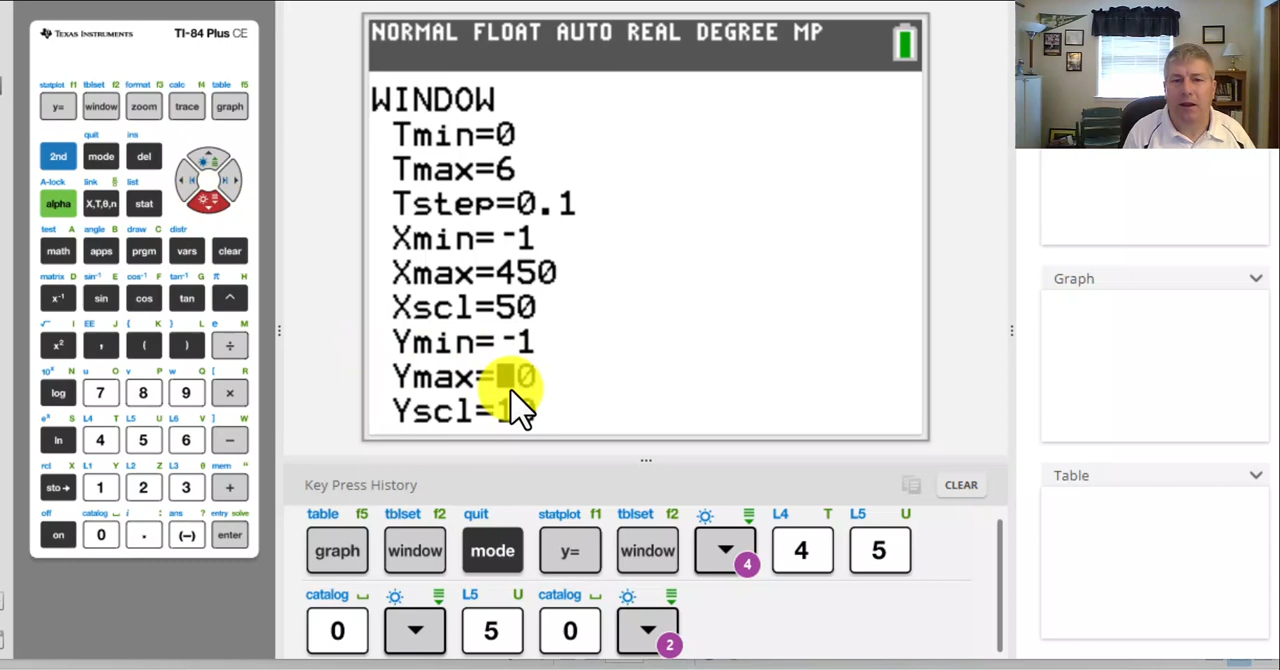 TEXAS INSTRUMENTS TI-84 Plus CE
statplot f1 tblset f2 format f3 calc f4 table f5
y= window zoom trace graph
quit ins
2nd mode del
A-lock link list
alpha X,T,θ,n stat
test A angle B draw C distr
math apps prgm vars clear
matrix D sin⁻¹ E cos⁻¹ F tan⁻¹ G π H
x⁻¹ sin cos tan ^
√ I EE J { K } L e M
x² , ( ) ÷
10ˣ N u O v P w Q [ R
log 7 8 9 ×
eˣ S L4 T L5 U L6 V ] W
ln 4 5 6 −
rcl X L1 Y L2 Z L3 θ mem "
sto→ 1 2 3 +
off catalog i : ans ? entry solve
on 0 . (−) enter
NORMAL FLOAT AUTO REAL DEGREE MP
WINDOW
Tmin=0
Tmax=6
Tstep=0.1
Xmin=-1
Xmax=450
Xscl=50
Ymin=-1
Ymax= 0
Yscl=1
Key Press History CLEAR
table f5 tblset f2 quit statplot f1 tblset f2 L4 T L5 U
graph window mode y= window 4 4 5
catalog L5 U catalog
0 5 0 2
Graph
Table